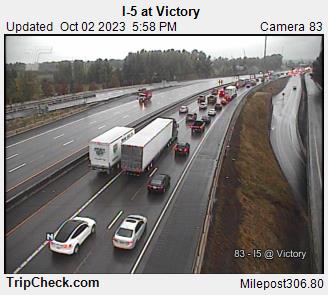 I-5 at Victory
Updated Oct 02 2023 5:58 PM Camera 83
N
83 - I5 @ Victory
TripCheck.com Milepost306.80